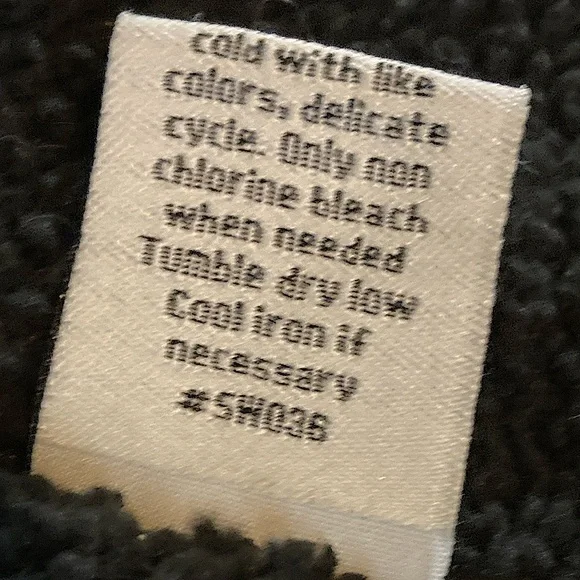 cold with like
colors, delicate
cycle. Only non
chlorine bleach
when needed
Tumble dry low
Cool iron if
necessary
#SW036